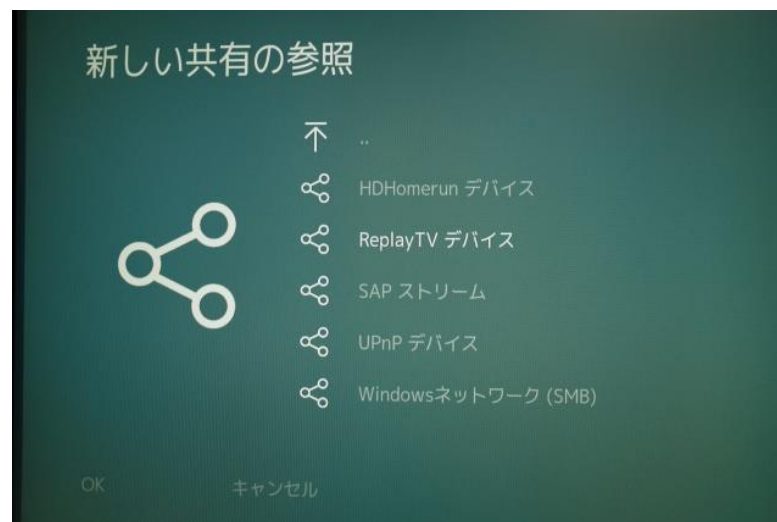 新しい共有の参照
..
HDHomerun デバイス
ReplayTV デバイス
SAP ストリーム
UPnP デバイス
Windowsネットワーク (SMB)
OK キャンセル